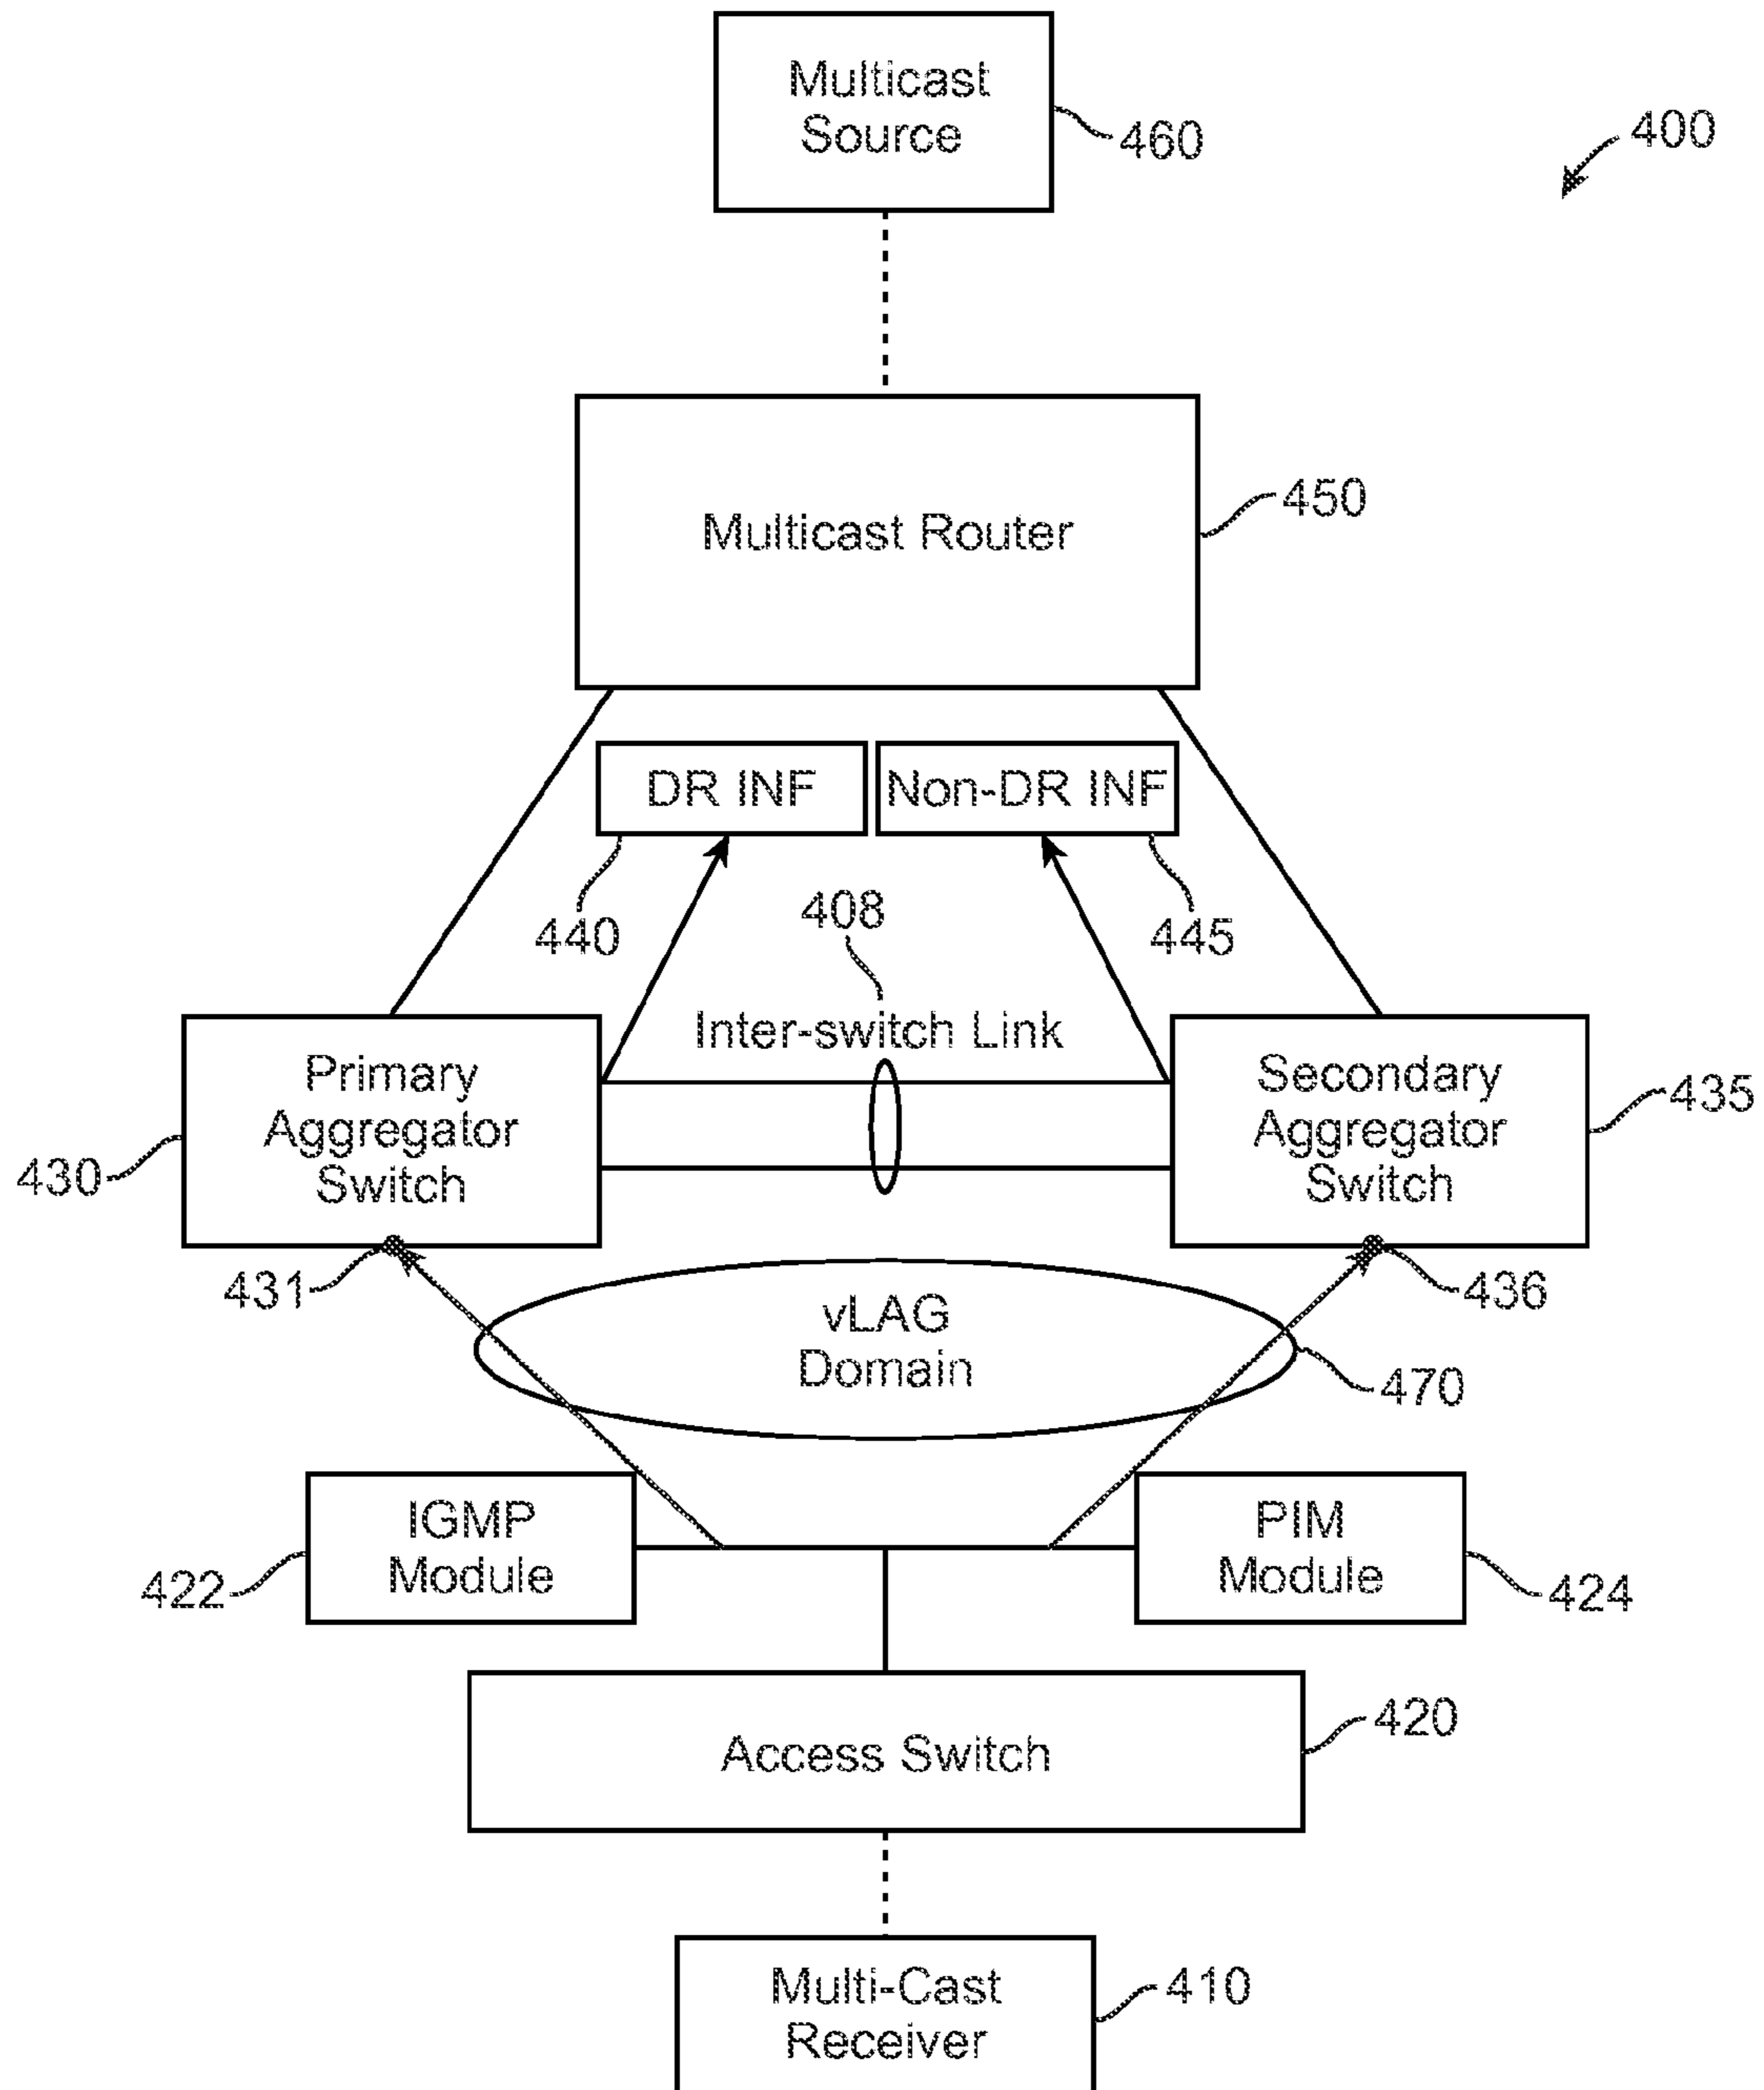 Multicast
Source
460
400
Multicast Router
450
DR INF
Non-DR INF
440
408
445
Inter-switch Link
Primary
Aggregator
Switch
430
Secondary
Aggregator
Switch
435
431
436
vLAG
Domain
470
IGMP
Module
422
PIM
Module
424
Access Switch
420
Multi-Cast
Receiver
410